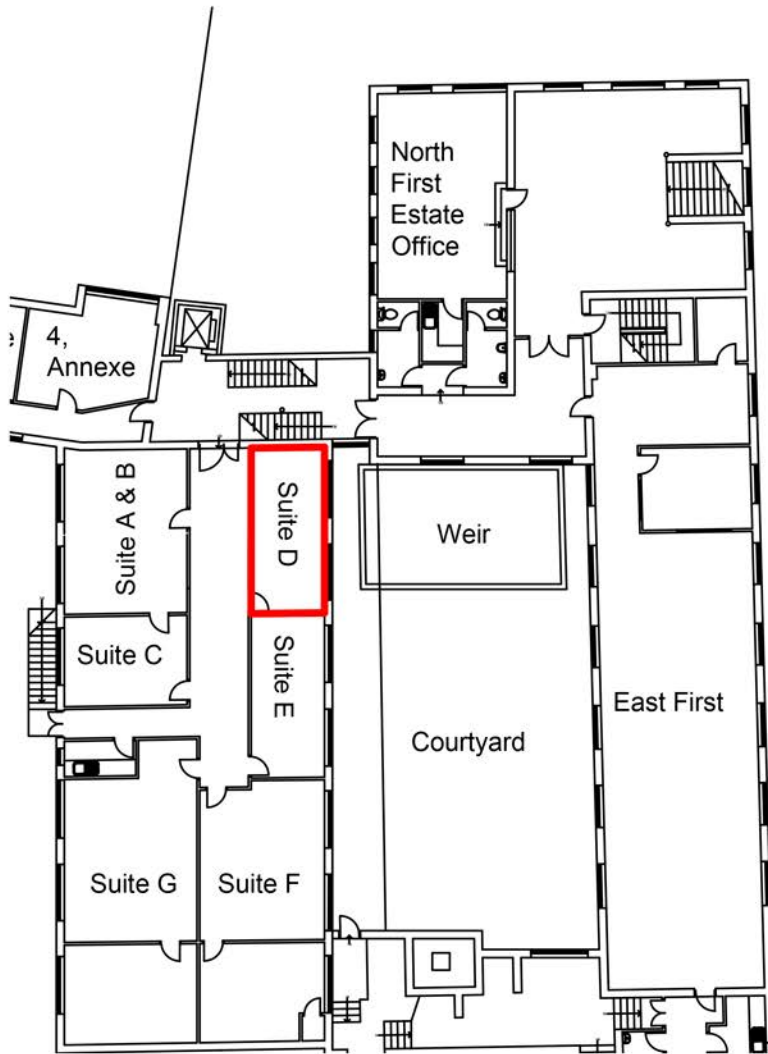 North
First
Estate
Office
e
4,
Annexe
Suite A & B
Suite D
Weir
Suite C
Suite E
East First
Courtyard
Suite G
Suite F